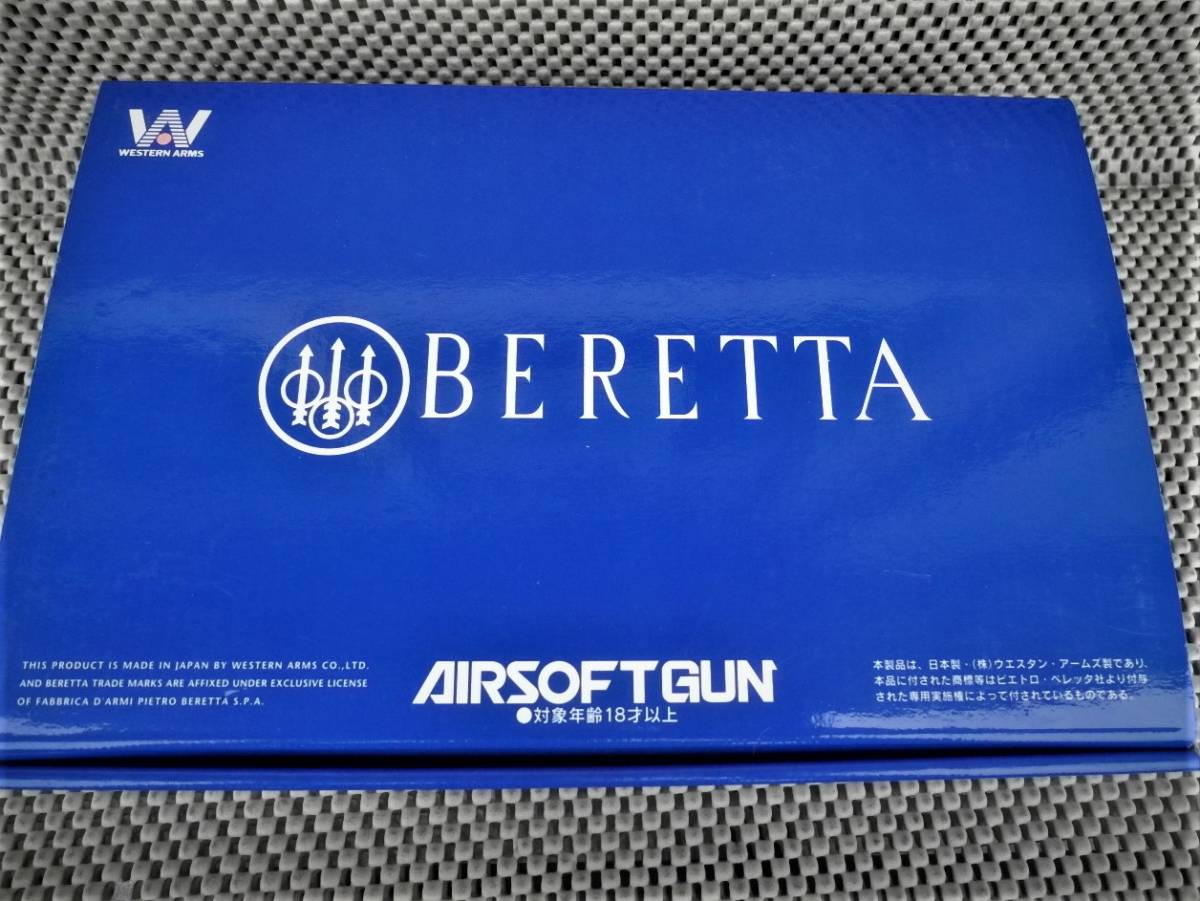 WESTERN ARMS
BERETTA
THIS PRODUCT IS MADE IN JAPAN BY WESTERN ARMS CO.,LTD.
AND BERETTA TRADE MARKS ARE AFFIXED UNDER EXCLUSIVE LICENSE
OF FABBRICA D'ARMI PIETRO BERETTA S.P.A.
AIRSOFTGUN
●対象年齢18才以上
本製品は、日本製・(株)ウエスタン・アームズ製であり、
本品に付された商標等はピエトロ・ベレッタ社より付与
された専用実施権によって付されているものである。